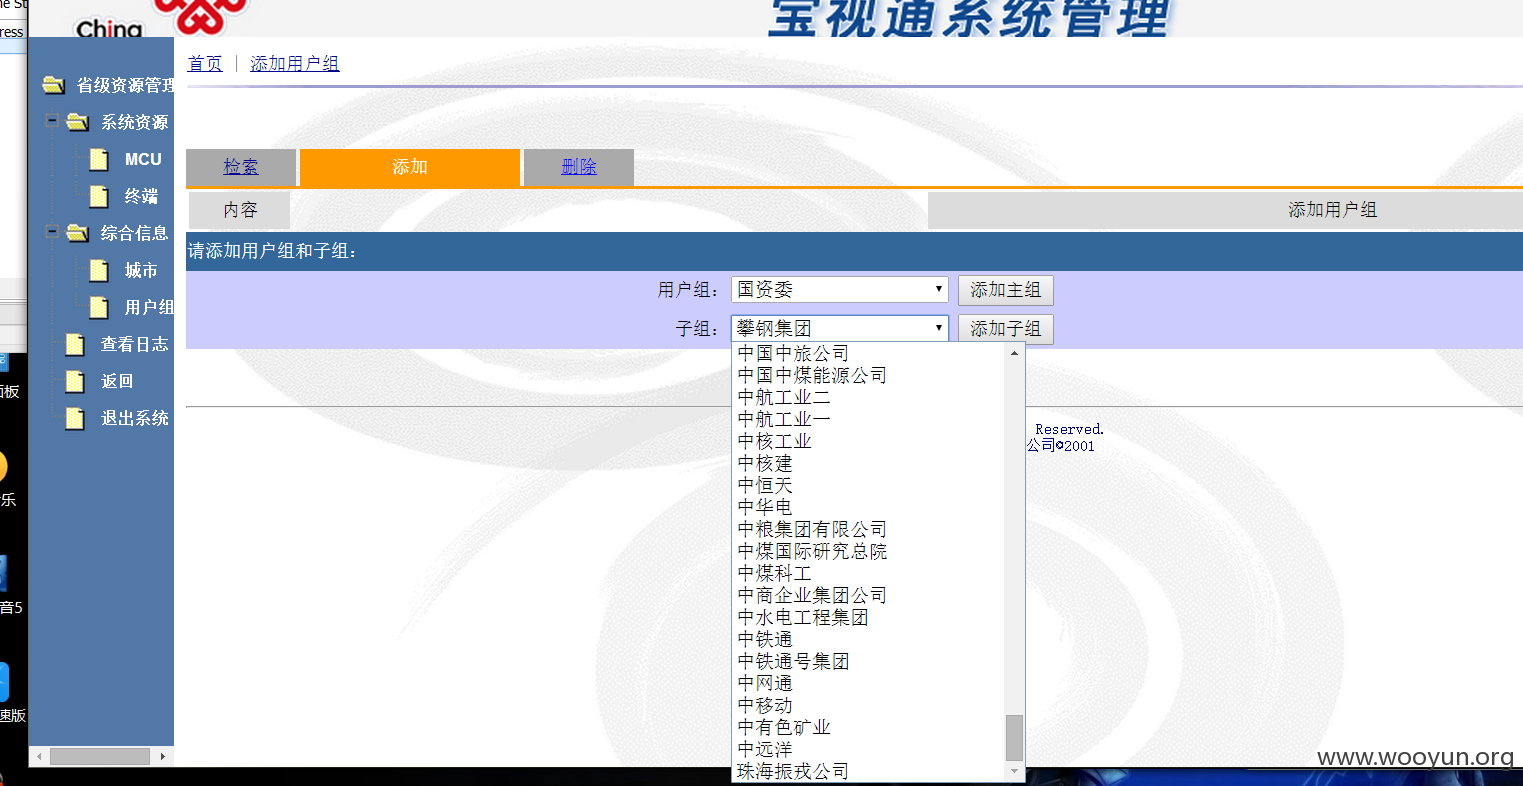 ress
China
宝视通系统管理
首页 | 添加用户组
省级资源管理
系统资源
MCU
终端
综合信息
城市
用户组
查看日志
返回
退出系统
检索 添加 删除
内容 添加用户组
请添加用户组和子组：
用户组： 国资委 添加主组
子组： 攀钢集团 添加子组
中国中旅公司
中国中煤能源公司
中航工业二
中航工业一
中核工业
中核建
中恒天
中华电
中粮集团有限公司
中煤国际研究总院
中煤科工
中商企业集团公司
中水电工程集团
中铁通
中铁通号集团
中网通
中移动
中有色矿业
中远洋
珠海振戎公司
Reserved.
公司©2001
板
乐
音5
速版
www.wooyun.org